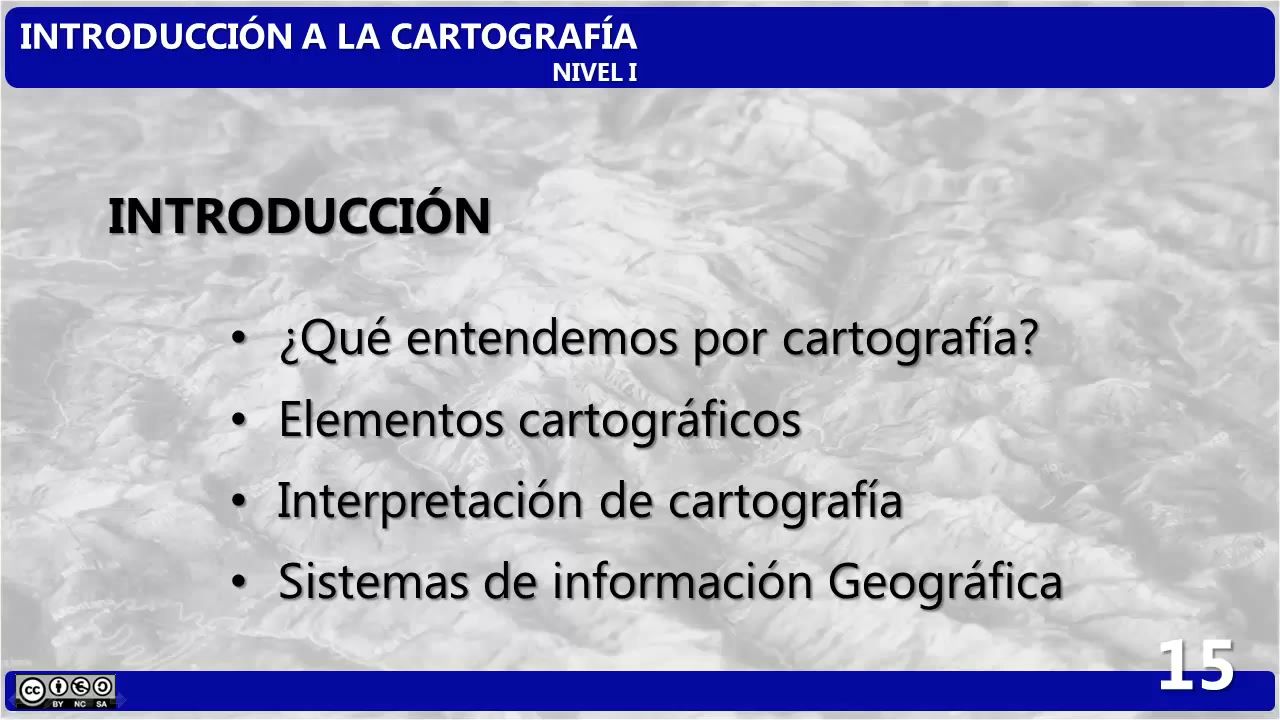 INTRODUCCIÓN A LA CARTOGRAFÍA
NIVEL I
INTRODUCCIÓN
• ¿Qué entendemos por cartografía?
• Elementos cartográficos
• Interpretación de cartografía
• Sistemas de información Geográfica
15
cc
BY NC SA